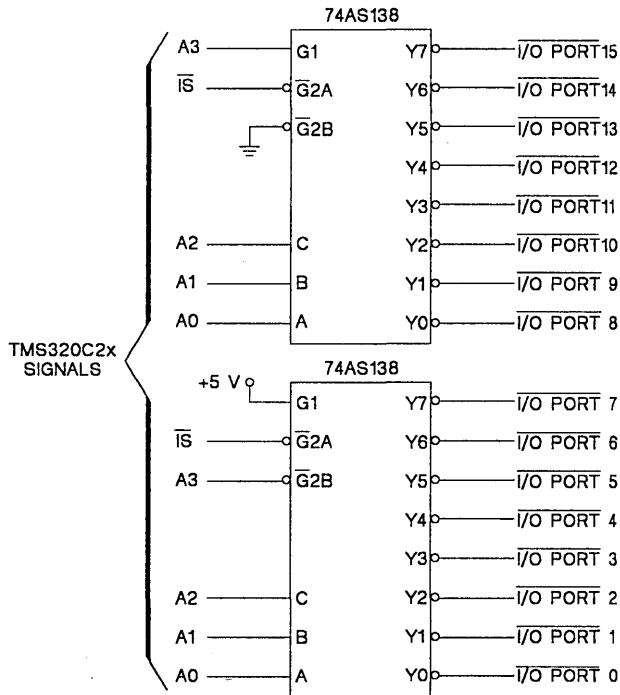 74AS138
A3 G1 Y7 I/O PORT15
IS G2A Y6 I/O PORT14
G2B Y5 I/O PORT13
Y4 I/O PORT12
Y3 I/O PORT11
A2 C Y2 I/O PORT10
A1 B Y1 I/O PORT 9
A0 A Y0 I/O PORT 8
TMS320C2x
SIGNALS
74AS138
+5 V G1 Y7 I/O PORT 7
IS G2A Y6 I/O PORT 6
A3 G2B Y5 I/O PORT 5
Y4 I/O PORT 4
Y3 I/O PORT 3
A2 C Y2 I/O PORT 2
A1 B Y1 I/O PORT 1
A0 A Y0 I/O PORT 0